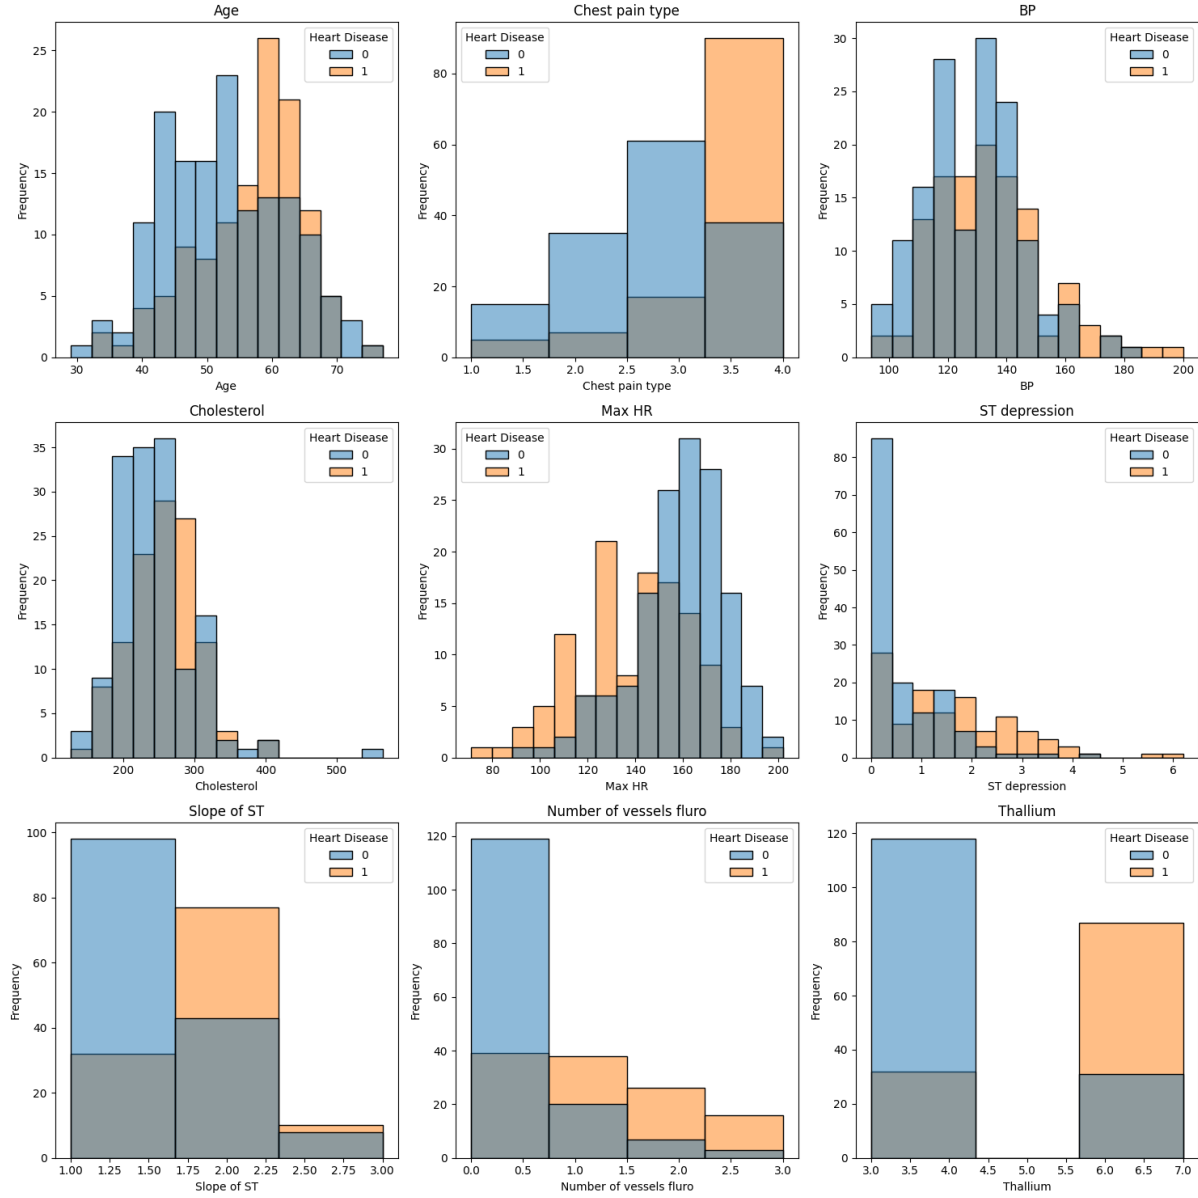 Age
Heart Disease
0
1
Frequency
25
20
15
10
5
0
30 40 50 60 70
Age
Chest pain type
Heart Disease
0
1
Frequency
80
60
40
20
0
1.0 1.5 2.0 2.5 3.0 3.5 4.0
Chest pain type
BP
Heart Disease
0
1
Frequency
30
25
20
15
10
5
0
100 120 140 160 180 200
BP
Cholesterol
Heart Disease
0
1
Frequency
35
30
25
20
15
10
5
0
200 300 400 500
Cholesterol
Max HR
Heart Disease
0
1
Frequency
30
25
20
15
10
5
0
80 100 120 140 160 180 200
Max HR
ST depression
Heart Disease
0
1
Frequency
80
70
60
50
40
30
20
10
0
0 1 2 3 4 5 6
ST depression
Slope of ST
Heart Disease
0
1
Frequency
100
80
60
40
20
0
1.00 1.25 1.50 1.75 2.00 2.25 2.50 2.75 3.00
Slope of ST
Number of vessels fluro
Heart Disease
0
1
Frequency
120
100
80
60
40
20
0
0.0 0.5 1.0 1.5 2.0 2.5 3.0
Number of vessels fluro
Thallium
Heart Disease
0
1
Frequency
120
100
80
60
40
20
0
3.0 3.5 4.0 4.5 5.0 5.5 6.0 6.5 7.0
Thallium